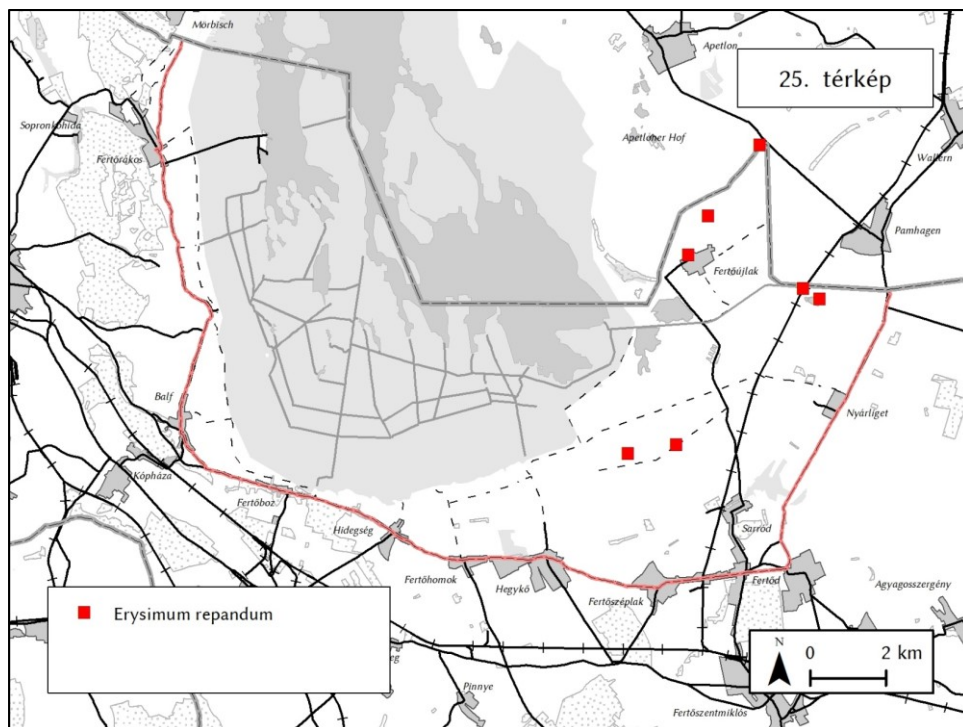 Mörbisch
Apetlon
25. térkép
Sopronkőhida
Apetloner Hof
Fertőrákos
Wallern
Pamhagen
Fertőújlak
Balf
Nyárliget
Kópháza
Fertőboz
Hidegség
Sarród
Fertőhomok
Hegykő
Fertőd
Agyagosszergény
Fertőszéplak
Erysimum repandum
N
0 2 km
Pinnye
Fertőszentmiklós